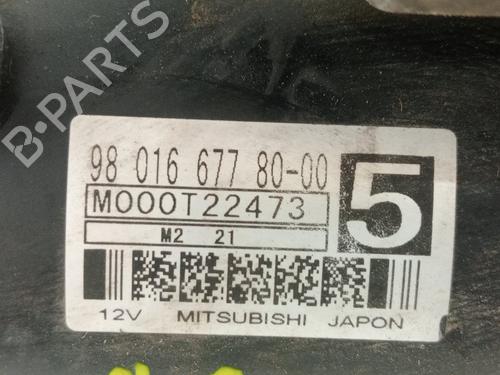 B-PARTS
98 016 677 80-00
5
M000T22473
M2 21
12V MITSUBISHI JAPON